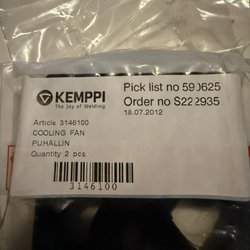 KEMPPI
The Joy of Welding
Pick list no 590625
Order no S222935
18.07.2012
Article 3146100
COOLING FAN
PUHALLIN
Quantity 2 pcs
3146100